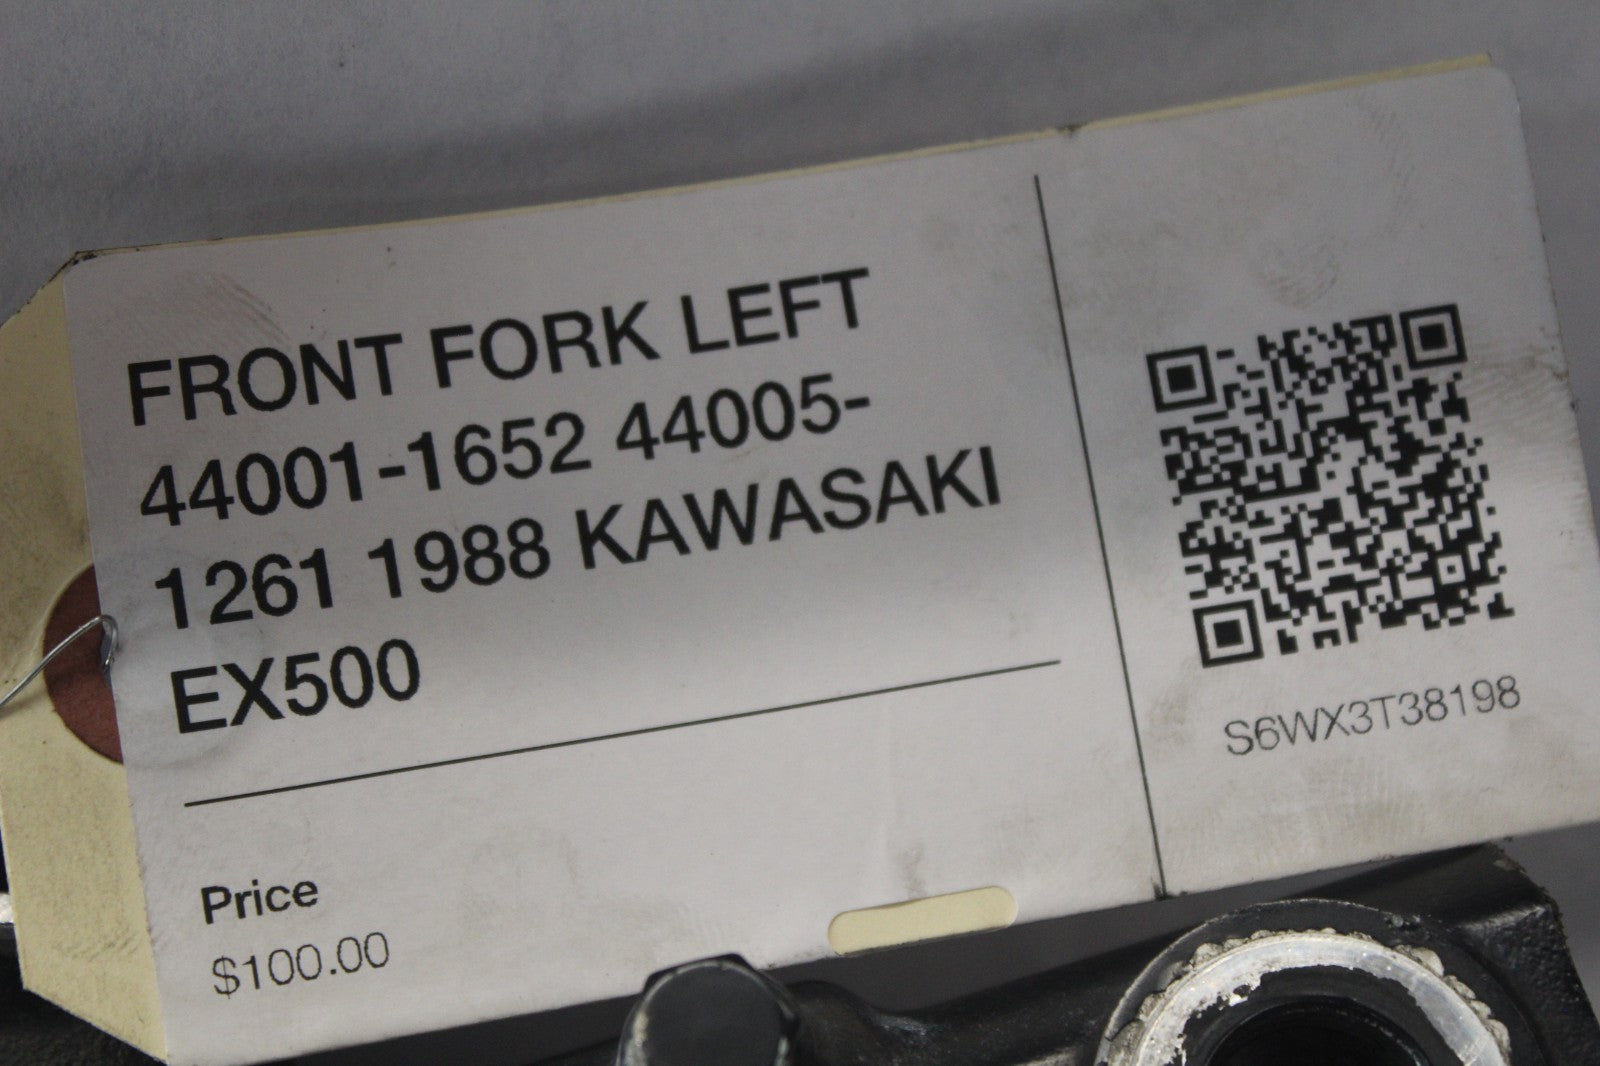 FRONT FORK LEFT
44001-1652 44005-
1261 1988 KAWASAKI
EX500
Price
$100.00
S6WX3T38198